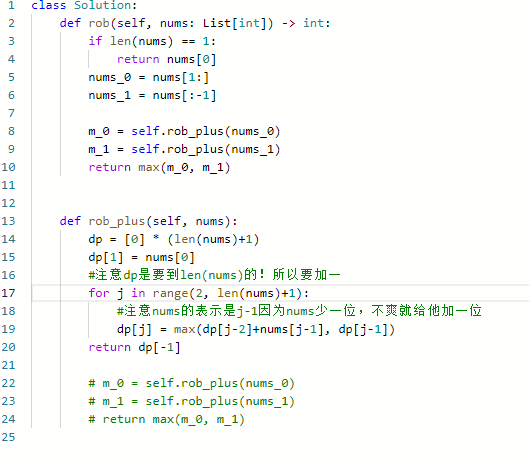 1 class Solution:
2     def rob(self, nums: List[int]) -> int:
3         if len(nums) == 1:
4             return nums[0]
5         nums_0 = nums[1:]
6         nums_1 = nums[:-1]
7
8         m_0 = self.rob_plus(nums_0)
9         m_1 = self.rob_plus(nums_1)
10         return max(m_0, m_1)
11
12
13     def rob_plus(self, nums):
14         dp = [0] * (len(nums)+1)
15         dp[1] = nums[0]
16         #注意dp是要到len(nums)的！所以要加一
17         for j in range(2, len(nums)+1):
18             #注意nums的表示是j-1因为nums少一位，不爽就给他加一位
19             dp[j] = max(dp[j-2]+nums[j-1], dp[j-1])
20         return dp[-1]
21
22         # m_0 = self.rob_plus(nums_0)
23         # m_1 = self.rob_plus(nums_1)
24         # return max(m_0, m_1)
25